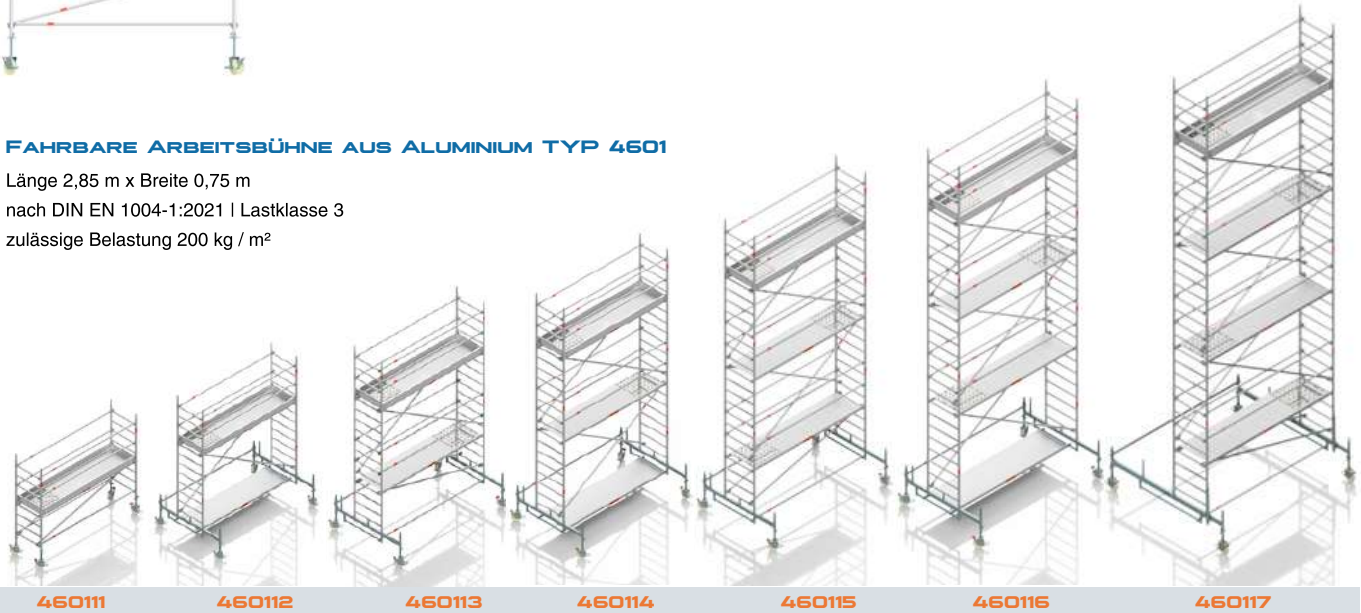 Fahrbare Arbeitsbühne aus Aluminium TYP 4601
Länge 2,85 m x Breite 0,75 m
nach DIN EN 1004-1:2021 | Lastklasse 3
zulässige Belastung 200 kg / m²
460111 460112 460113 460114 460115 460116 460117